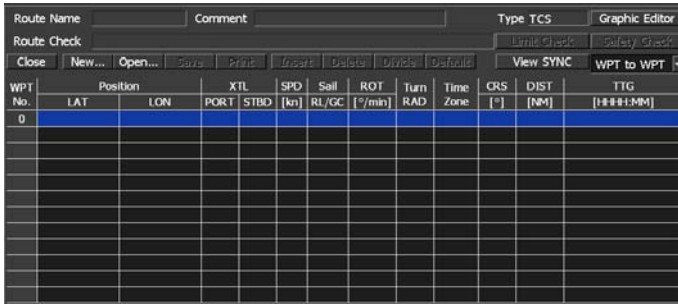 Route Name Comment Type TCS Graphic Editor
Route Check Limit Check Safety Check
Close New... Open... Save Print Insert Delete Divide Default View SYNC WPT to WPT
WPT Position XTL SPD Sail ROT Turn Time CRS DIST TTG
No. LAT LON PORT STBD [kn] RL/GC [°/min] RAD Zone [°] [NM] [HHHH:MM]
0